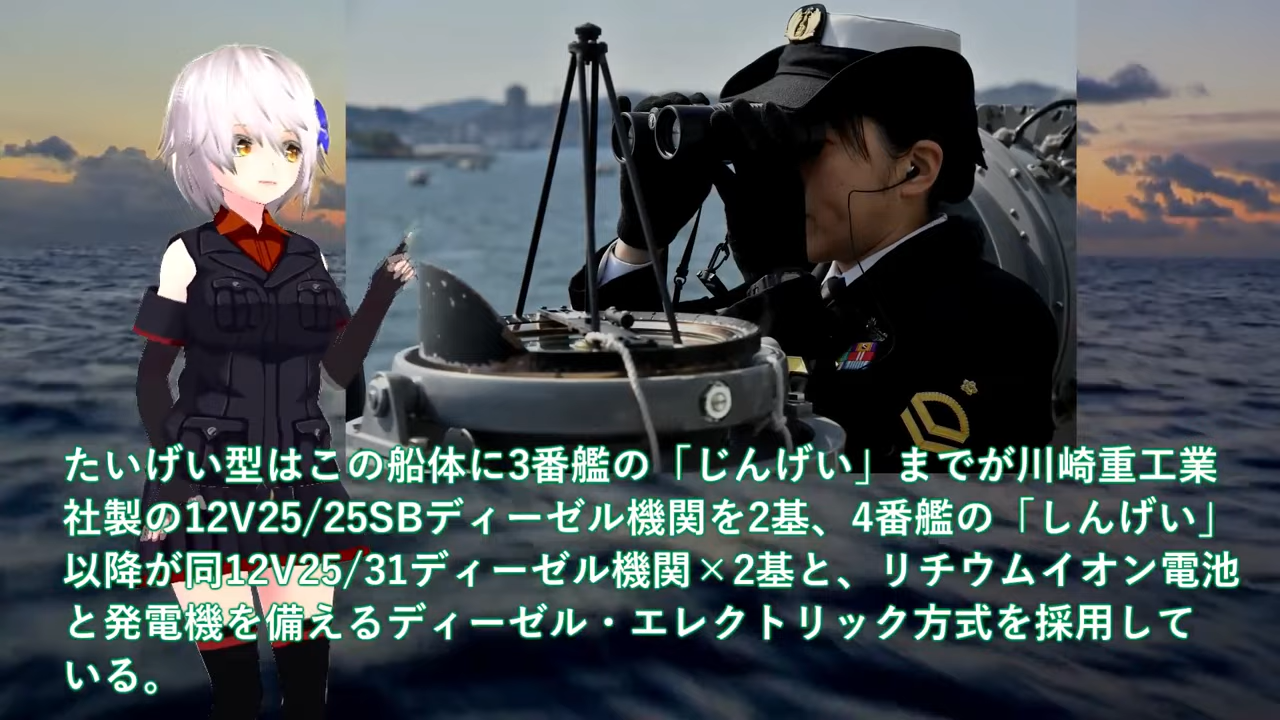 たいげい型はこの船体に3番艦の「じんげい」までが川崎重工業
社製の12V25/25SBディーゼル機関を2基、4番艦の「しんげい」
以降が同12V25/31ディーゼル機関×2基と、リチウムイオン電池
と発電機を備えるディーゼル・エレクトリック方式を採用して
いる。